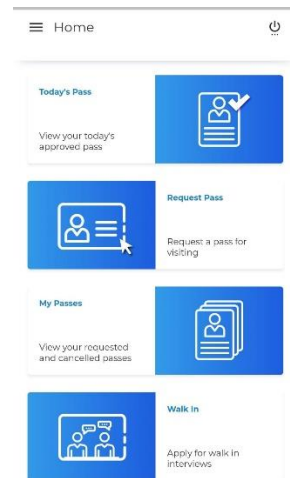 Home
Today's Pass
View your today's
approved pass
Request Pass
Request a pass for
visiting
My Passes
View your requested
and cancelled passes
Walk In
Apply for walk in
interviews